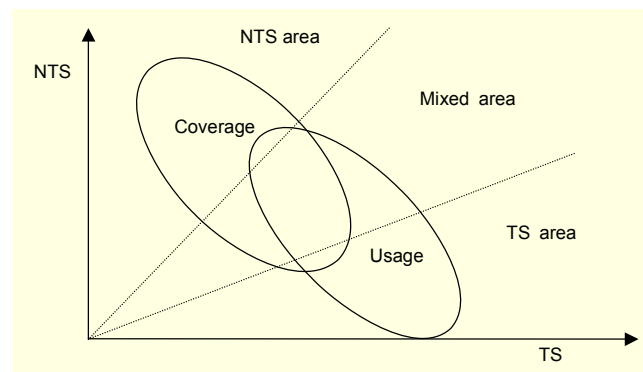 NTS area
NTS
Mixed area
Coverage
TS area
Usage
TS